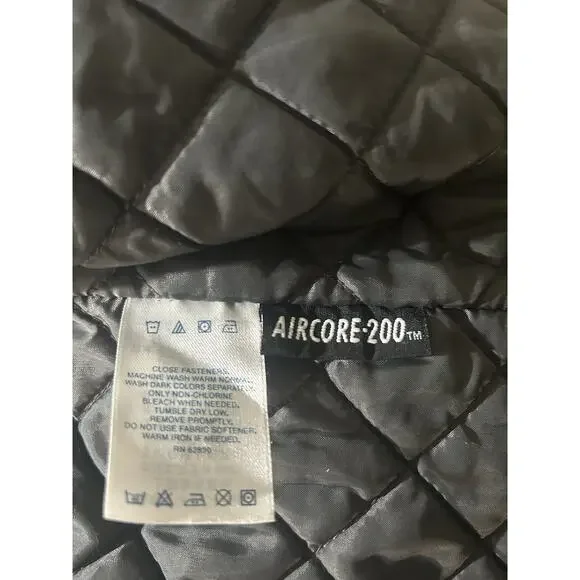 AIRCORE-200™
CLOSE FASTENERS.
MACHINE WASH WARM NORMAL.
WASH DARK COLORS SEPARATELY.
ONLY NON-CHLORINE
BLEACH WHEN NEEDED.
TUMBLE DRY LOW.
REMOVE PROMPTLY.
DO NOT USE FABRIC SOFTENER.
WARM IRON IF NEEDED.
RN 62830